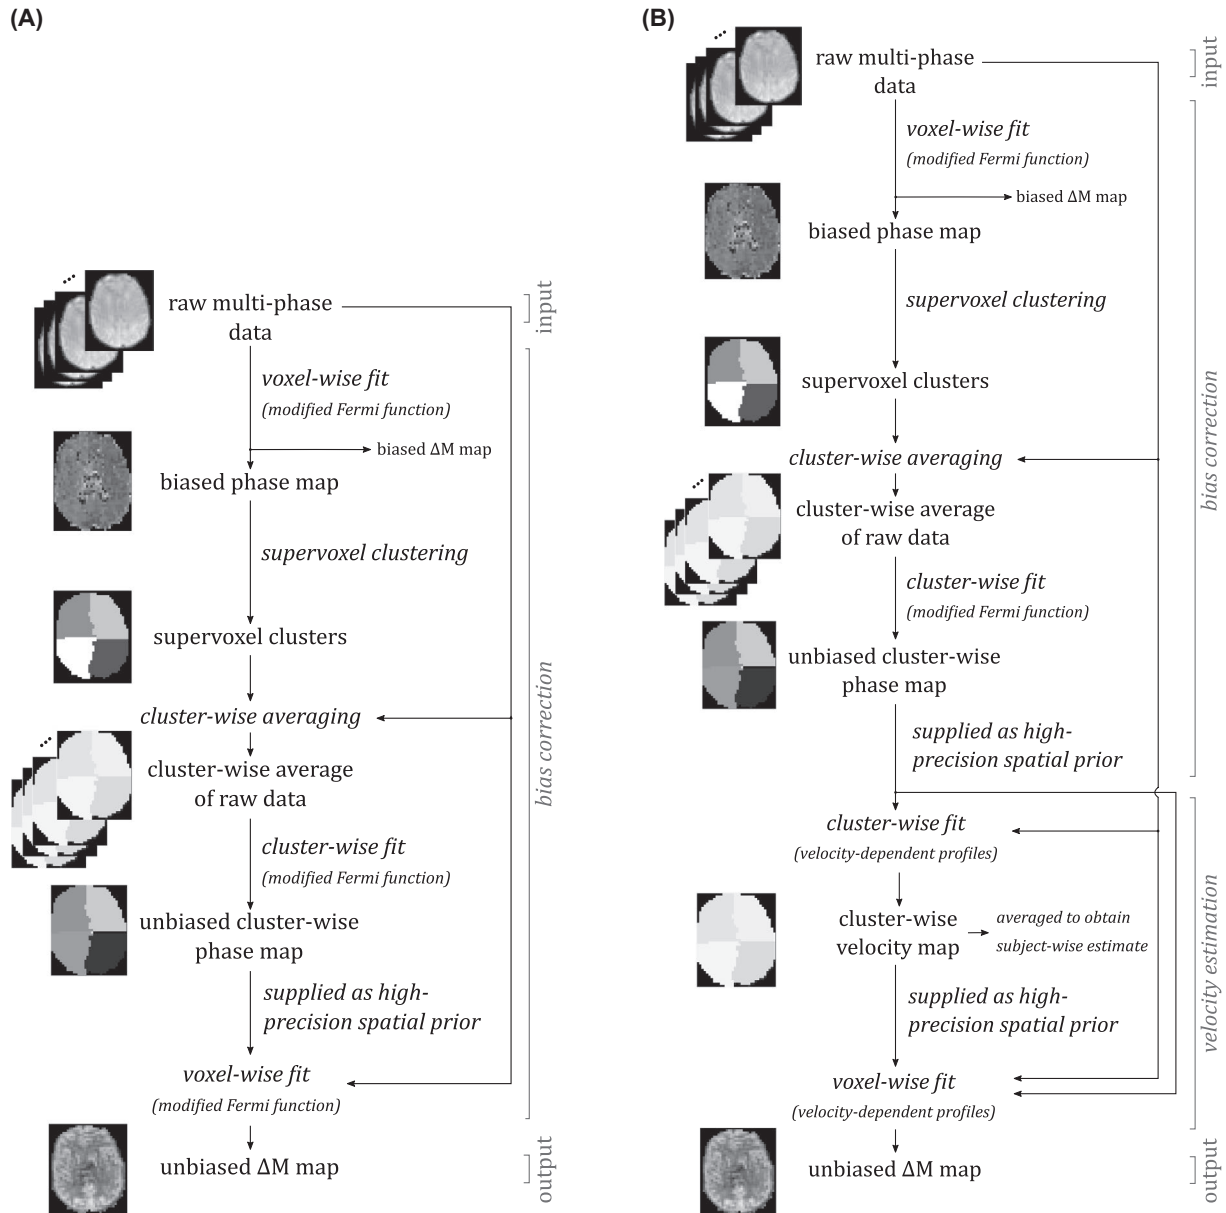 (A)
raw multi-phase
data
input
voxel-wise fit
(modified Fermi function)
biased ΔM map
biased phase map
supervoxel clustering
supervoxel clusters
cluster-wise averaging
cluster-wise average
of raw data
cluster-wise fit
(modified Fermi function)
unbiased cluster-wise
phase map
supplied as high-
precision spatial prior
voxel-wise fit
(modified Fermi function)
bias correction
unbiased ΔM map
output
(B)
raw multi-phase
data
input
voxel-wise fit
(modified Fermi function)
biased ΔM map
biased phase map
supervoxel clustering
supervoxel clusters
cluster-wise averaging
cluster-wise average
of raw data
cluster-wise fit
(modified Fermi function)
unbiased cluster-wise
phase map
supplied as high-
precision spatial prior
bias correction
cluster-wise fit
(velocity-dependent profiles)
cluster-wise
velocity map
averaged to obtain
subject-wise estimate
supplied as high-
precision spatial prior
voxel-wise fit
(velocity-dependent profiles)
velocity estimation
unbiased ΔM map
output